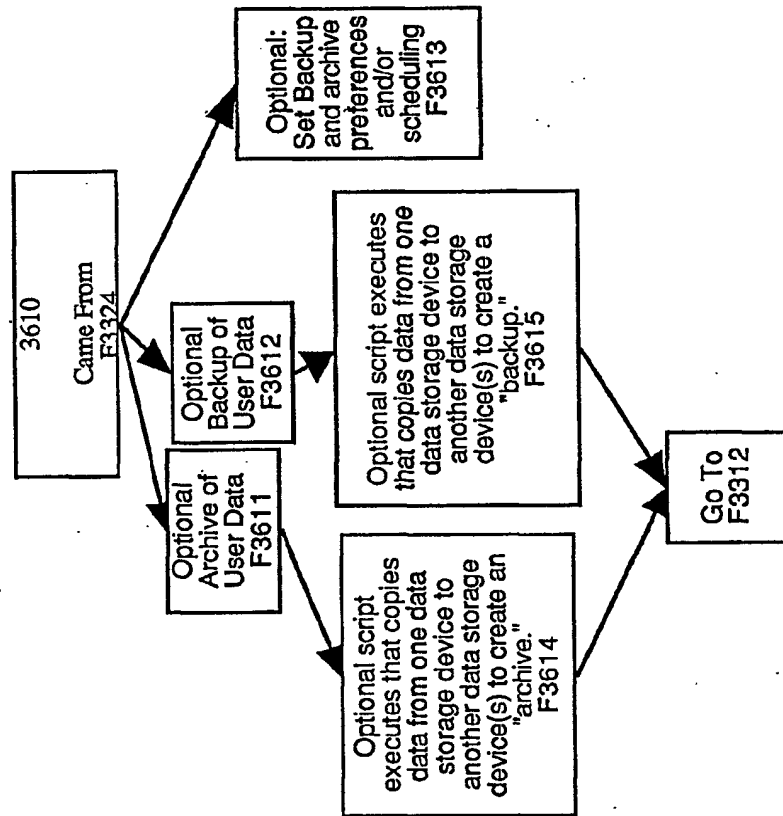 3610
Came From
F3324
Optional
Archive of
User Data
F3611
Optional
Backup of
User Data
F3612
Optional:
Set Backup
and archive
preferences
and/or
scheduling
F3613
Optional script
executes that copies
data from one data
storage device to
another data storage
device(s) to create an
"archive."
F3614
Optional script executes
that copies data from one
data storage device to
another data storage
device(s) to create a
"backup."
F3615
Go To
F3312